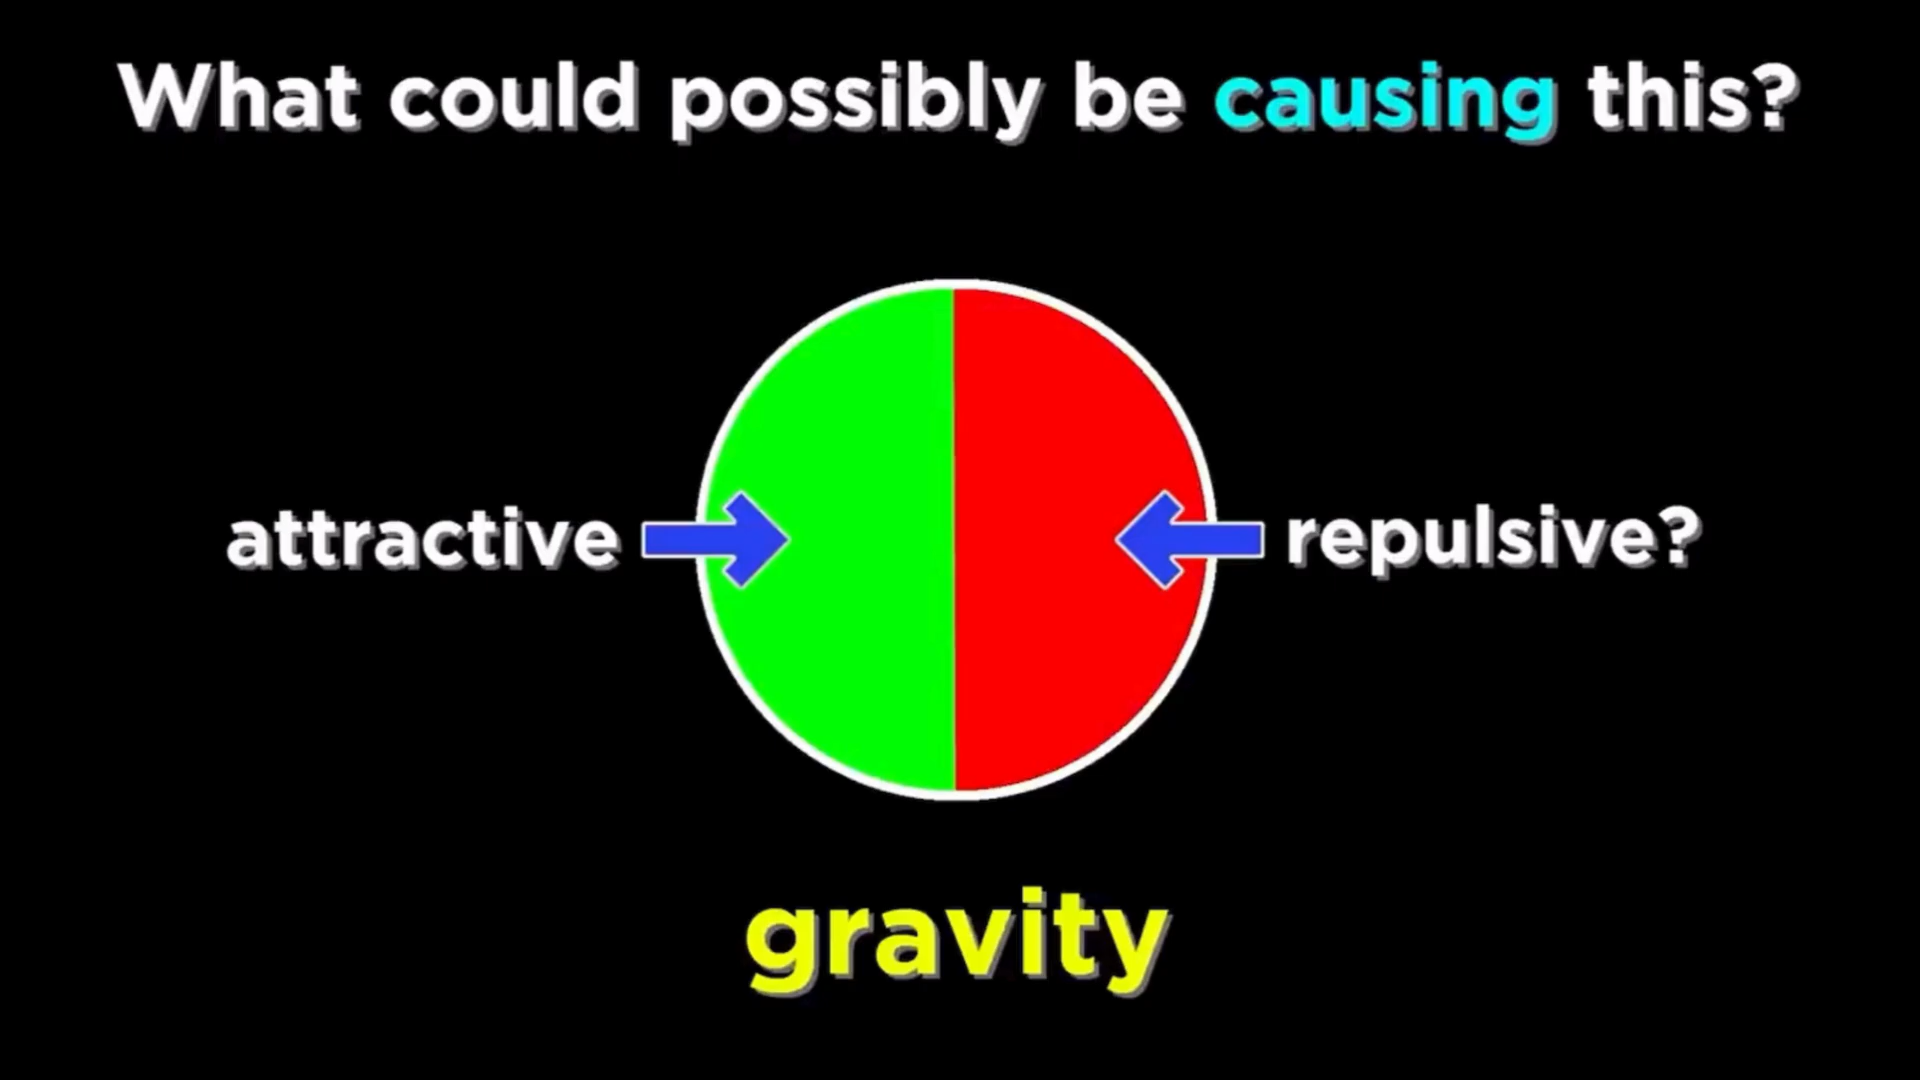 What could possibly be causing this?
attractive
repulsive?
gravity